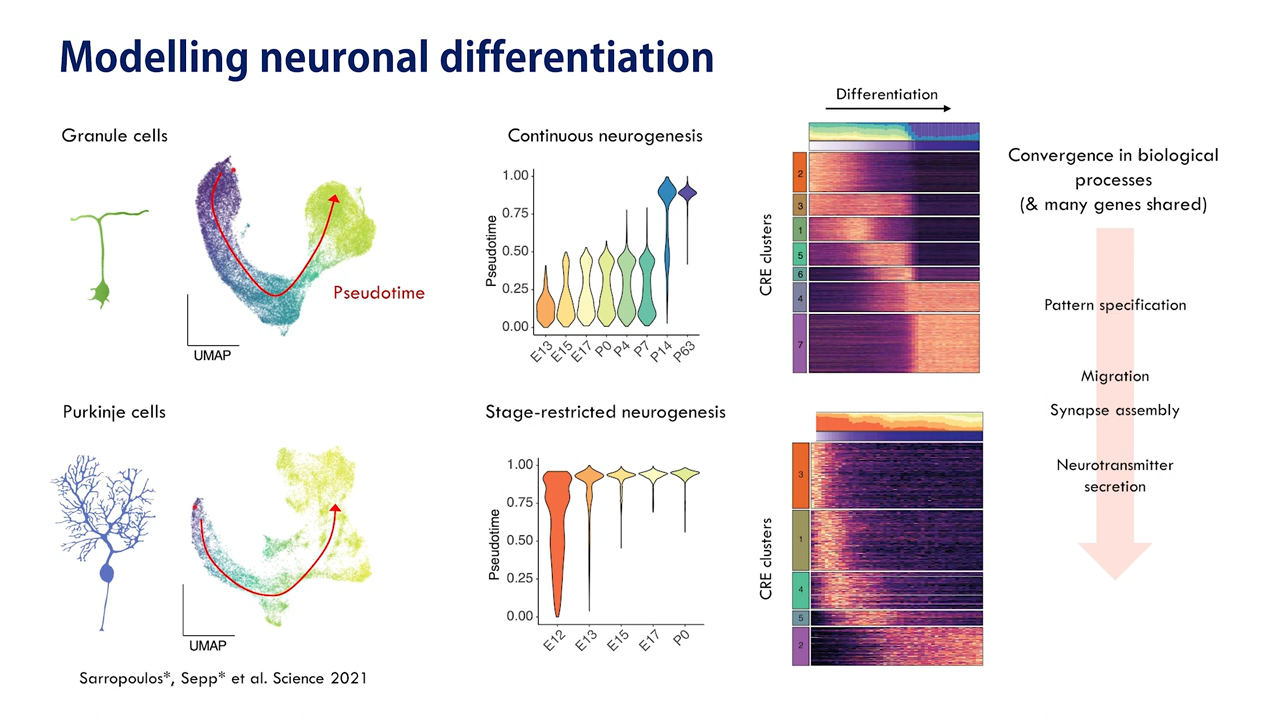 Modelling neuronal differentiation
Granule cells
Pseudotime
UMAP
Continuous neurogenesis
Pseudotime
1.00
0.75
0.50
0.25
0.00
E13
E15
E17
P0
P4
P7
P14
P63
Differentiation
CRE clusters
2
3
1
5
6
4
7
Convergence in biological
processes
(& many genes shared)
Pattern specification
Migration
Synapse assembly
Neurotransmitter
secretion
Purkinje cells
UMAP
Stage-restricted neurogenesis
Pseudotime
1.00
0.75
0.50
0.25
0.00
E12
E13
E15
E17
P0
CRE clusters
3
1
4
5
2
Sarropoulos*, Sepp* et al. Science 2021